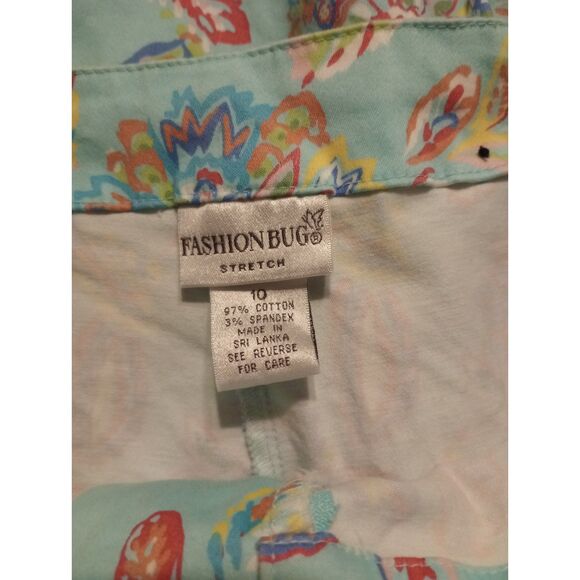 FASHION BUG®
STRETCH
10
97% COTTON
3% SPANDEX
MADE IN
SRI LANKA
SEE REVERSE
FOR CARE